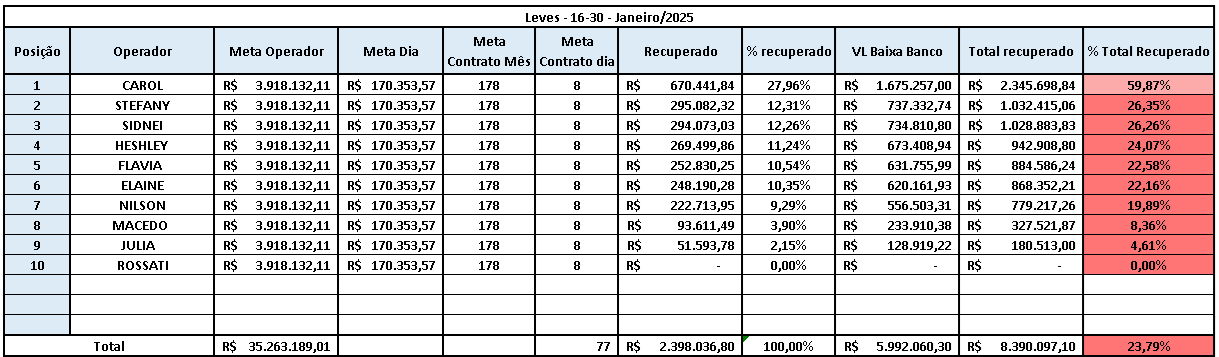 Leves - 16-30 - Janeiro/2025
Posição Operador Meta Operador Meta Dia Meta Contrato Mês Meta Contrato dia Recuperado % recuperado VL Baixa Banco Total recuperado % Total Recuperado
1 CAROL R$ 3.918.132,11 R$ 170.353,57 178 8 R$ 670.441,84 27,96% R$ 1.675.257,00 R$ 2.345.698,84 59,87%
2 STEFANY R$ 3.918.132,11 R$ 170.353,57 178 8 R$ 295.082,32 12,31% R$ 737.332,74 R$ 1.032.415,06 26,35%
3 SIDNEI R$ 3.918.132,11 R$ 170.353,57 178 8 R$ 294.073,03 12,26% R$ 734.810,80 R$ 1.028.883,83 26,26%
4 HESHLEY R$ 3.918.132,11 R$ 170.353,57 178 8 R$ 269.499,86 11,24% R$ 673.408,94 R$ 942.908,80 24,07%
5 FLAVIA R$ 3.918.132,11 R$ 170.353,57 178 8 R$ 252.830,25 10,54% R$ 631.755,99 R$ 884.586,24 22,58%
6 ELAINE R$ 3.918.132,11 R$ 170.353,57 178 8 R$ 248.190,28 10,35% R$ 620.161,93 R$ 868.352,21 22,16%
7 NILSON R$ 3.918.132,11 R$ 170.353,57 178 8 R$ 222.713,95 9,29% R$ 556.503,31 R$ 779.217,26 19,89%
8 MACEDO R$ 3.918.132,11 R$ 170.353,57 178 8 R$ 93.611,49 3,90% R$ 233.910,38 R$ 327.521,87 8,36%
9 JULIA R$ 3.918.132,11 R$ 170.353,57 178 8 R$ 51.593,78 2,15% R$ 128.919,22 R$ 180.513,00 4,61%
10 ROSSATI R$ 3.918.132,11 R$ 170.353,57 178 8 R$ - 0,00% R$ - R$ - 0,00%
Total R$ 35.263.189,01 77 R$ 2.398.036,80 100,00% R$ 5.992.060,30 R$ 8.390.097,10 23,79%